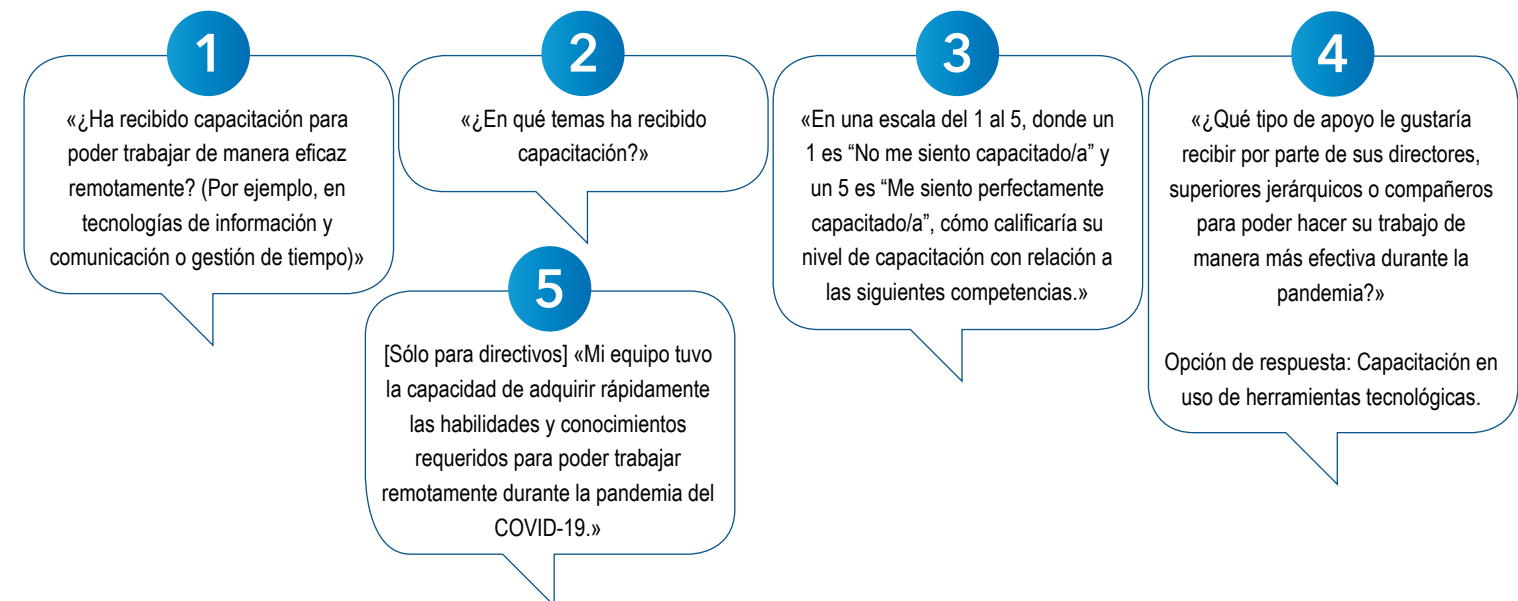 1
«¿Ha recibido capacitación para
poder trabajar de manera eficaz
remotamente? (Por ejemplo, en
tecnologías de información y
comunicación o gestión de tiempo)»
2
«¿En qué temas ha recibido
capacitación?»
3
«En una escala del 1 al 5, donde un
1 es “No me siento capacitado/a” y
un 5 es “Me siento perfectamente
capacitado/a”, cómo calificaría su
nivel de capacitación con relación a
las siguientes competencias.»
4
«¿Qué tipo de apoyo le gustaría
recibir por parte de sus directores,
superiores jerárquicos o compañeros
para poder hacer su trabajo de
manera más efectiva durante la
pandemia?»
Opción de respuesta: Capacitación en
uso de herramientas tecnológicas.
5
[Sólo para directivos] «Mi equipo tuvo
la capacidad de adquirir rápidamente
las habilidades y conocimientos
requeridos para poder trabajar
remotamente durante la pandemia del
COVID-19.»